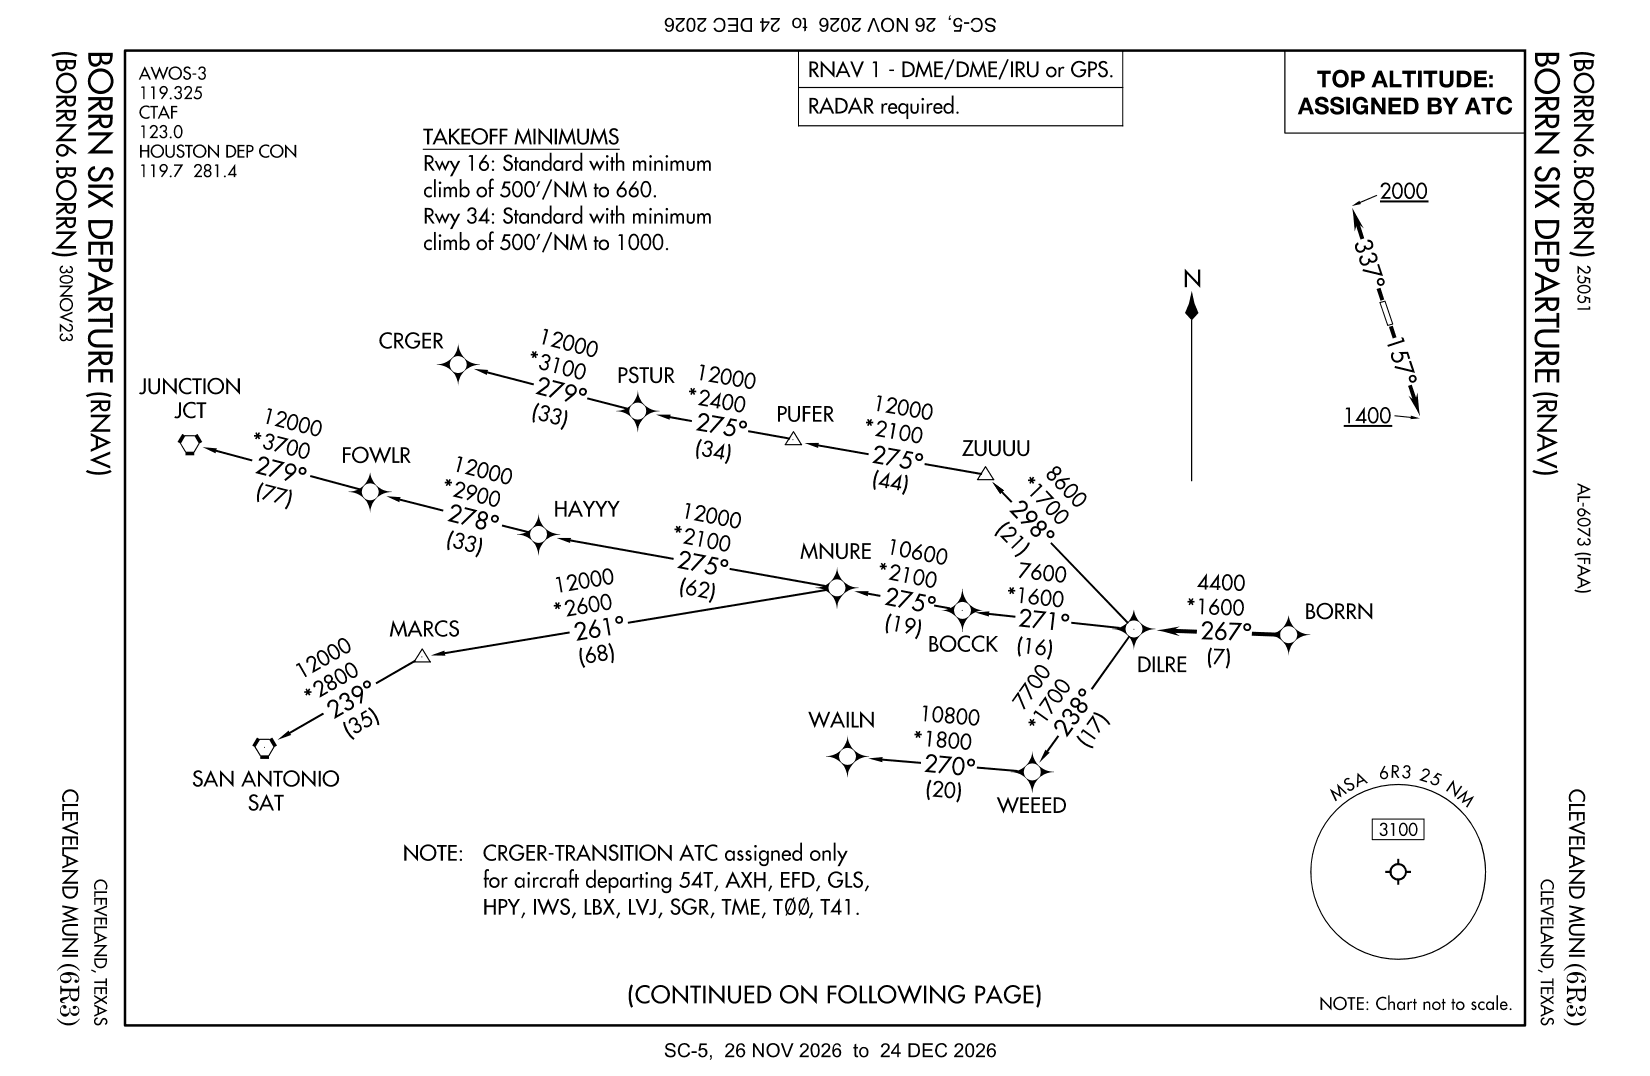 SC-5, 26 NOV 2026 to 24 DEC 2026
BORRN SIX DEPARTURE (RNAV)
(BORRN6.BORRN) 30NOV23
CLEVELAND, TEXAS
CLEVELAND MUNI (6R3)
AWOS-3
119.325
CTAF
123.0
HOUSTON DEP CON
119.7 281.4
TAKEOFF MINIMUMS
Rwy 16: Standard with minimum
climb of 500'/NM to 660.
Rwy 34: Standard with minimum
climb of 500'/NM to 1000.
RNAV 1 - DME/DME/IRU or GPS.
RADAR required.
TOP ALTITUDE:
ASSIGNED BY ATC
2000
337°
157°
1400
N
CRGER
12000
*3100
279°
(33)
PSTUR
12000
*2400
275°
(34)
PUFER
12000
*2100
275°
(44)
ZUUUU
8600
*1700
298°
(21)
JUNCTION
JCT
12000
*3700
279°
(77)
FOWLR
12000
*2900
278°
(33)
HAYYY
12000
*2100
275°
(62)
MNURE
10600
*2100
275°
(19)
BOCCK
7600
*1600
271°
(16)
DILRE
4400
*1600
267°
(7)
BORRN
12000
*2600
261°
(68)
MARCS
12000
*2800
239°
(35)
SAN ANTONIO
SAT
7700
*1700
238°
(17)
WAILN
10800
*1800
270°
(20)
WEEED
NOTE: CRGER-TRANSITION ATC assigned only
for aircraft departing 54T, AXH, EFD, GLS,
HPY, IWS, LBX, LVJ, SGR, TME, TØØ, T41.
MSA 6R3 25 NM
3100
(CONTINUED ON FOLLOWING PAGE)
NOTE: Chart not to scale.
(BORRN6.BORRN) 25051
BORRN SIX DEPARTURE (RNAV)
AL-6073 (FAA)
CLEVELAND MUNI (6R3)
CLEVELAND, TEXAS
SC-5, 26 NOV 2026 to 24 DEC 2026